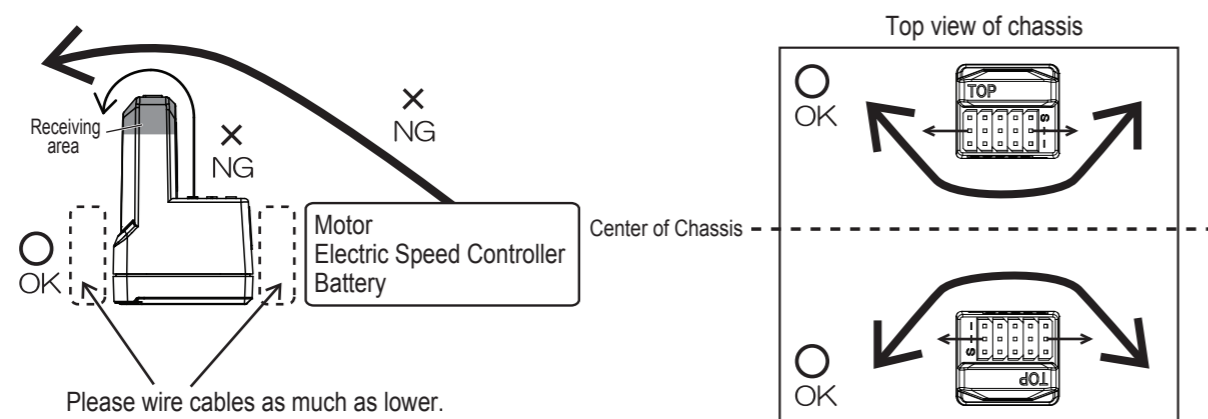 Receiving
area
×
NG
×
NG
OK
Motor
Electric Speed Controller
Battery
Please wire cables as much as lower.
Top view of chassis
OK
TOP
S
Center of Chassis
S
TOP
OK